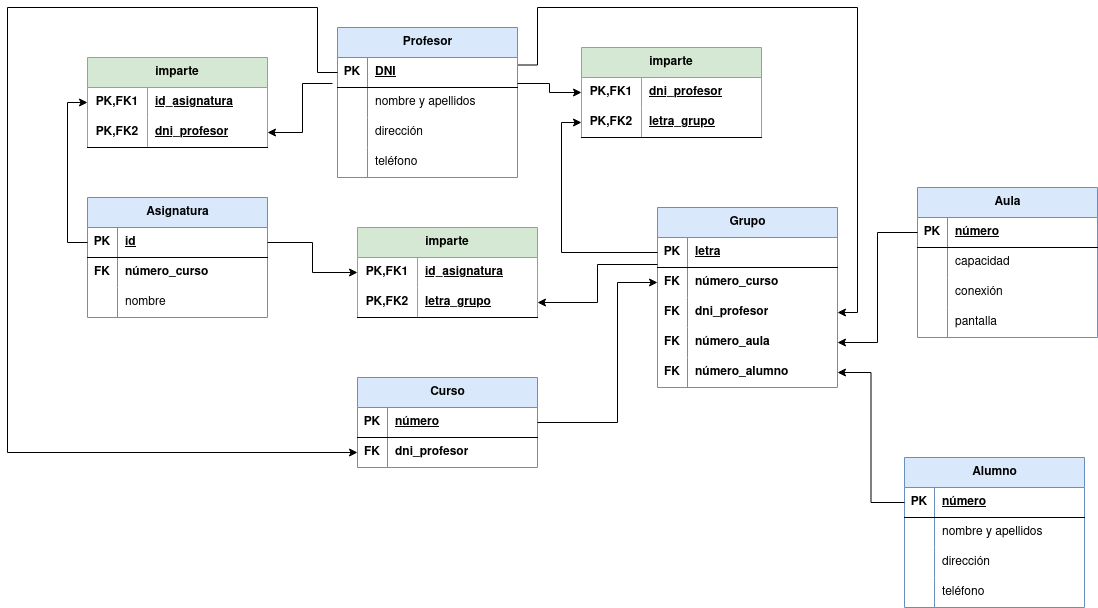 Profesor
PK DNI
nombre y apellidos
dirección
teléfono
imparte
PK,FK1 id_asignatura
PK,FK2 dni_profesor
imparte
PK,FK1 dni_profesor
PK,FK2 letra_grupo
Asignatura
PK id
FK número_curso
nombre
imparte
PK,FK1 id_asignatura
PK,FK2 letra_grupo
Grupo
PK letra
FK número_curso
FK dni_profesor
FK número_aula
FK número_alumno
Aula
PK número
capacidad
conexión
pantalla
Curso
PK número
FK dni_profesor
Alumno
PK número
nombre y apellidos
dirección
teléfono